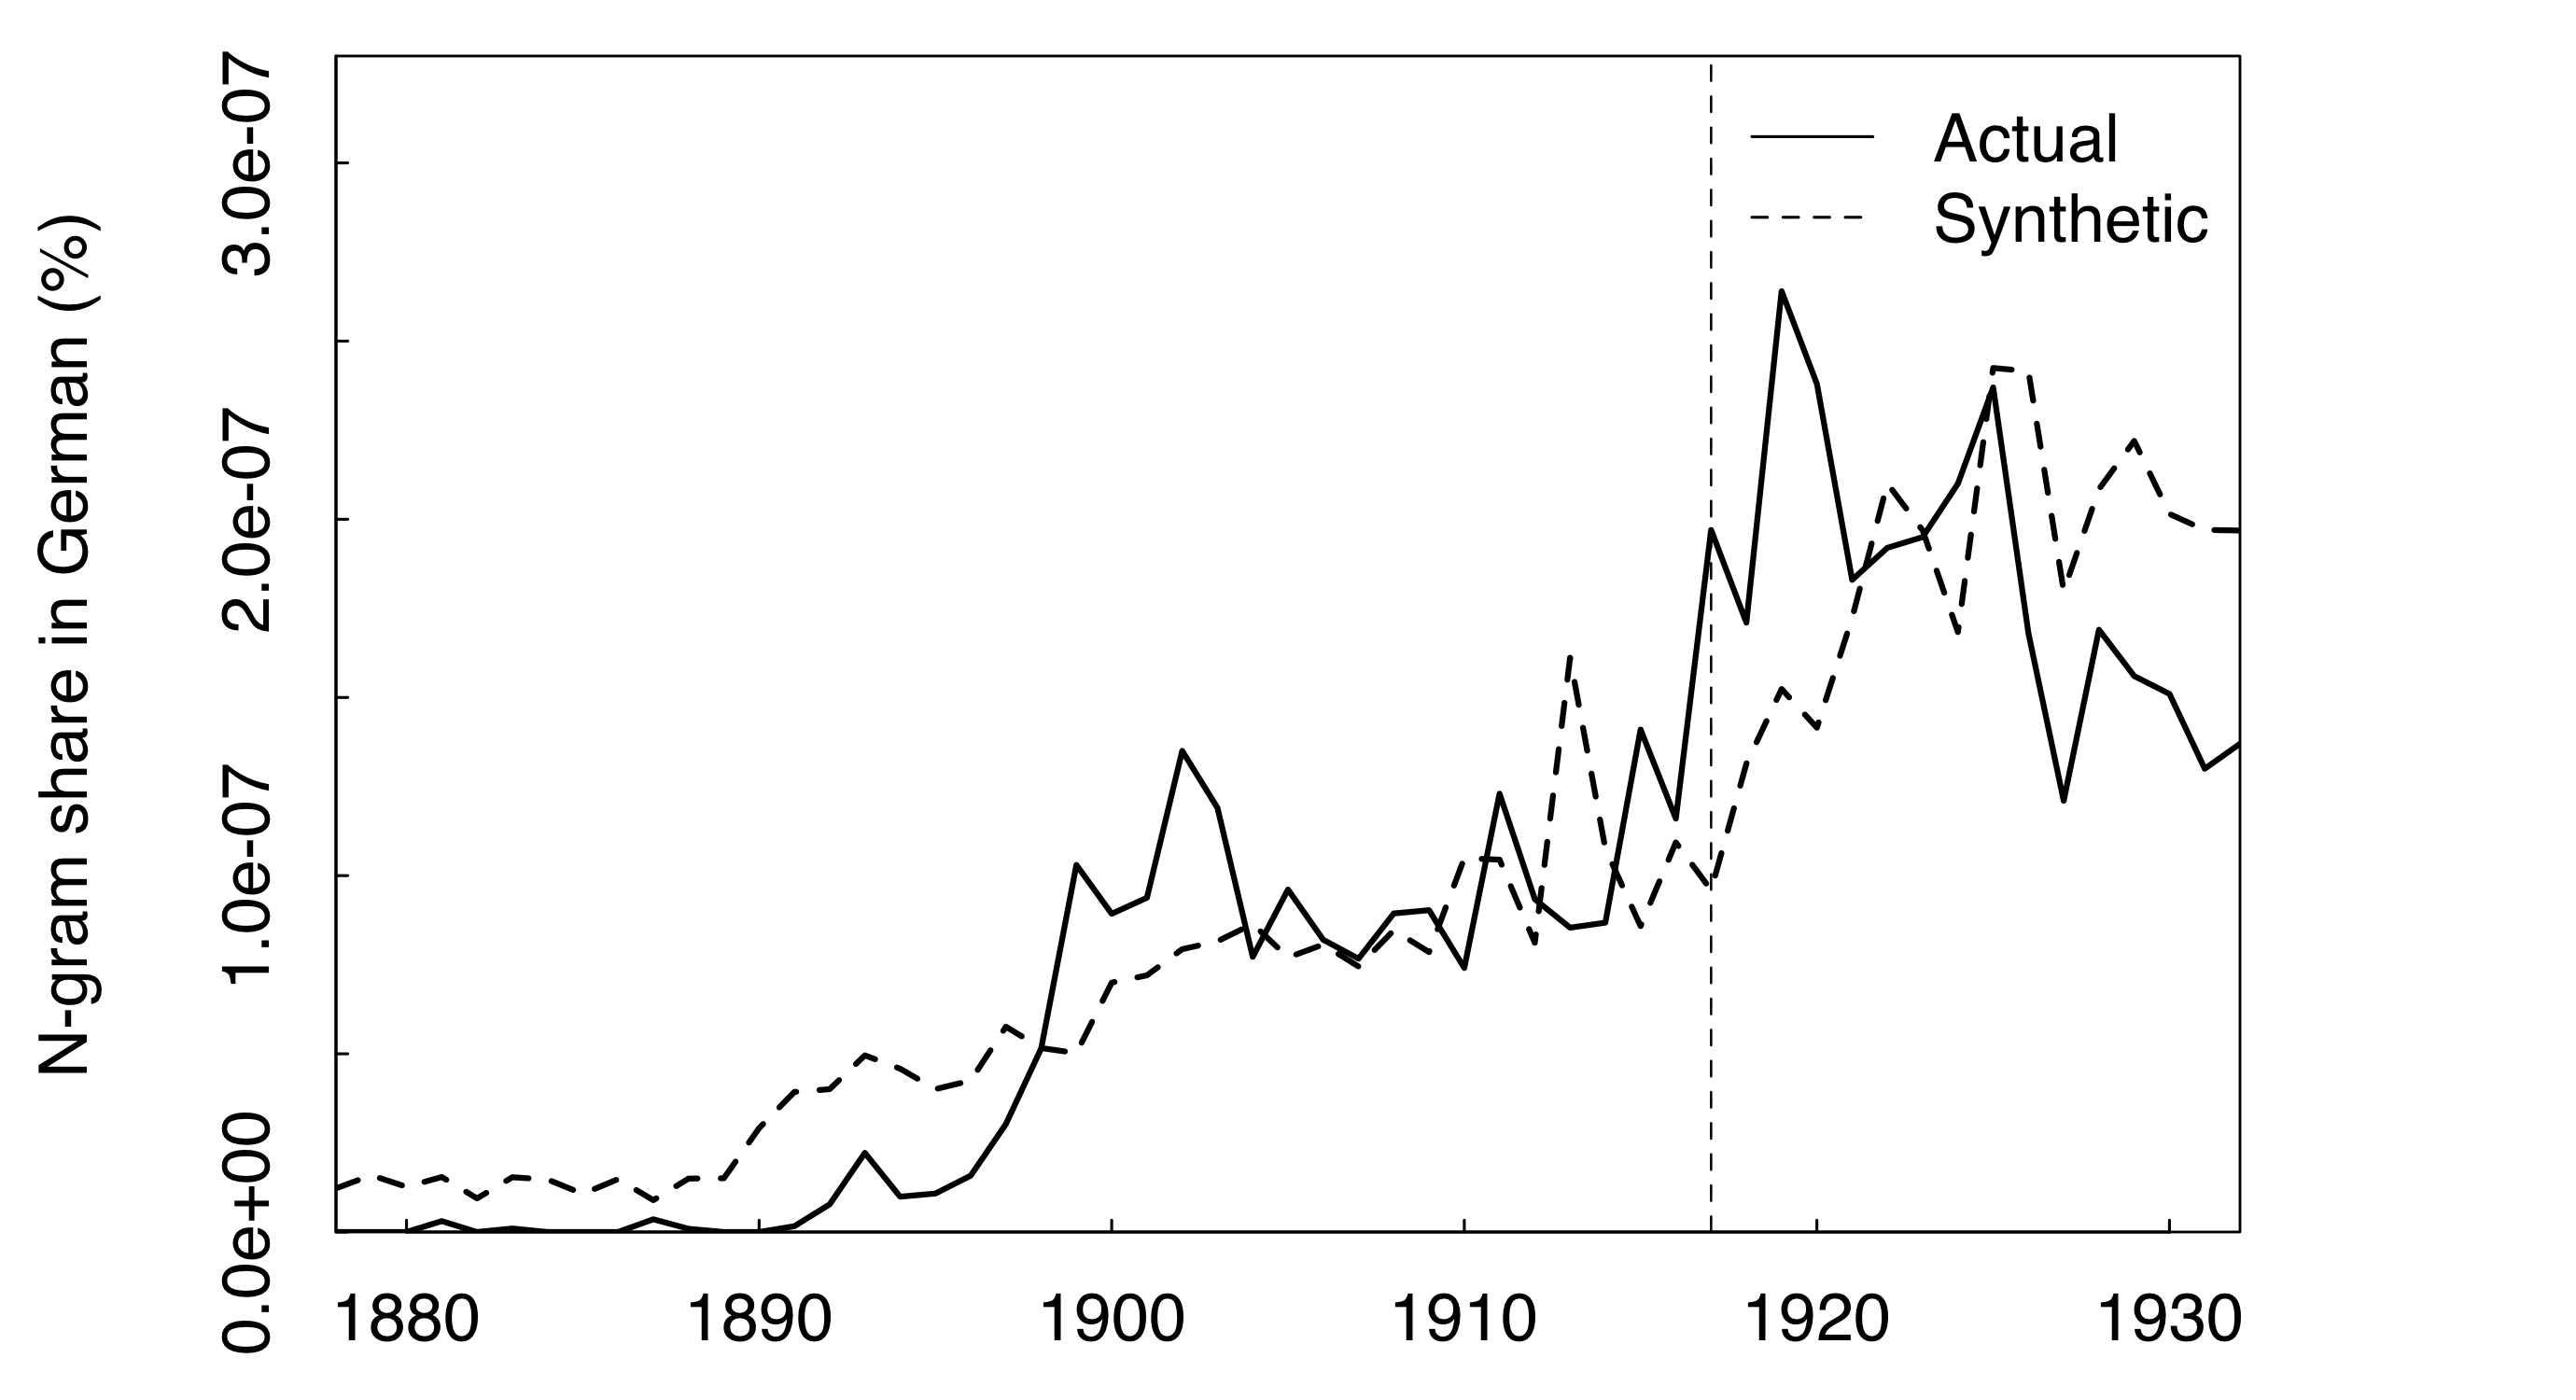 N-gram share in German (%)
3.0e-07
2.0e-07
1.0e-07
0.0e+00
Actual
Synthetic
1880 1890 1900 1910 1920 1930